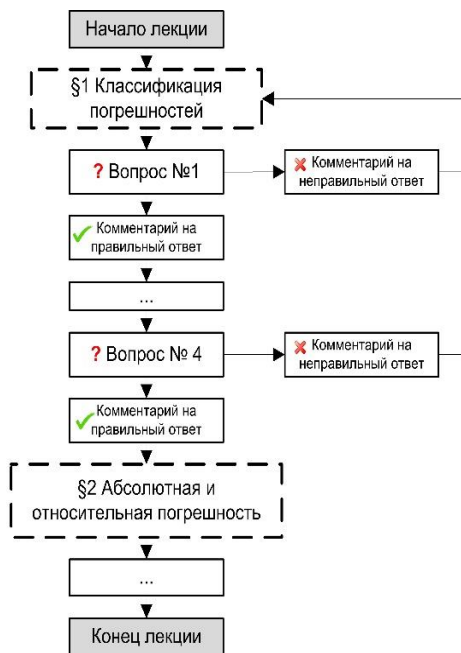 Начало лекции
§1 Классификация
погрешностей
? Вопрос №1
Комментарий на
неправильный ответ
Комментарий на
правильный ответ
...
? Вопрос № 4
Комментарий на
неправильный ответ
Комментарий на
правильный ответ
§2 Абсолютная и
относительная погрешность
...
Конец лекции